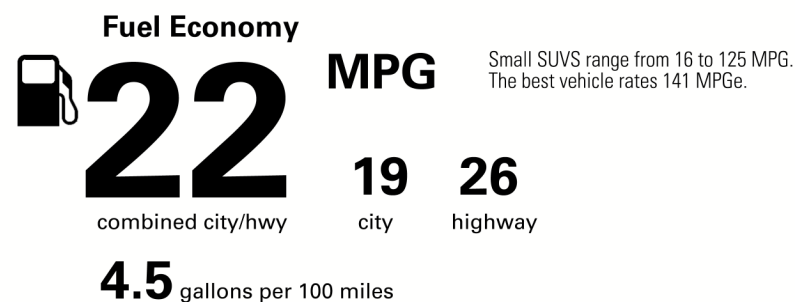 Fuel Economy
22 MPG
Small SUVS range from 16 to 125 MPG.
The best vehicle rates 141 MPGe.
19 26
combined city/hwy city highway
4.5 gallons per 100 miles